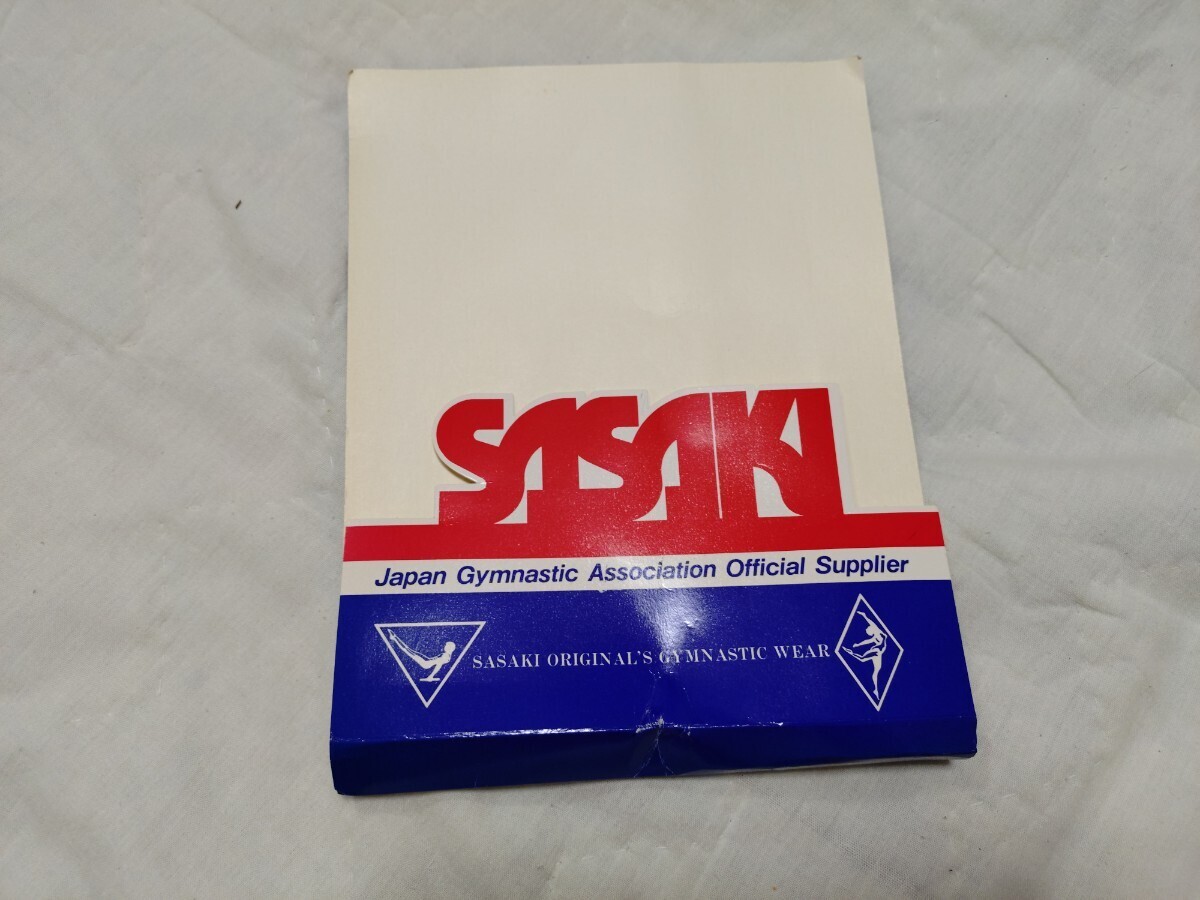 SASAKI
Japan Gymnastic Association Official Supplier
SASAKI ORIGINAL'S GYMNASTIC WEAR